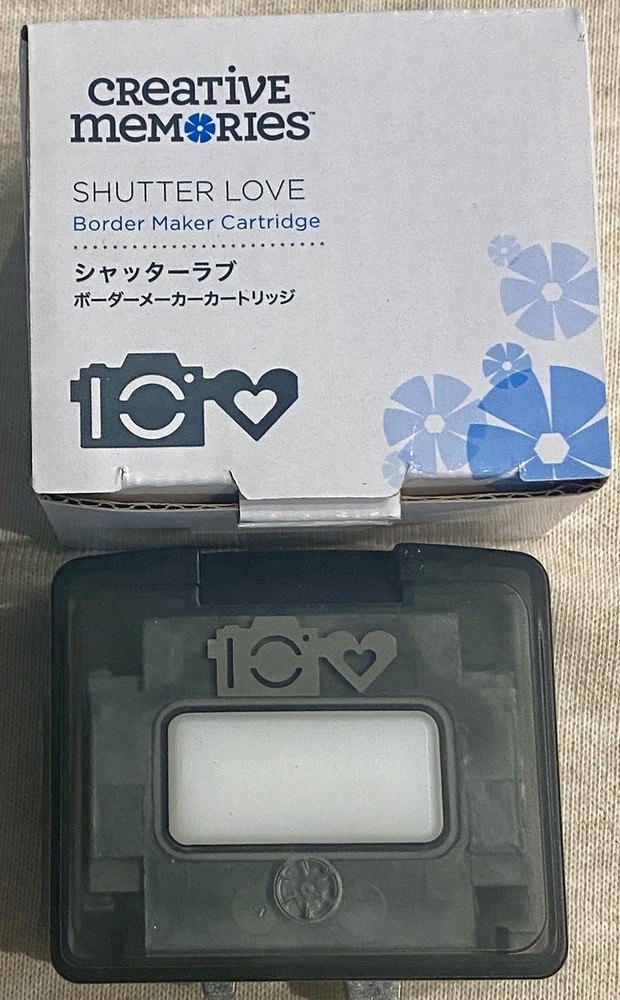 CREATIVE
MEMORIES™
SHUTTER LOVE
Border Maker Cartridge
シャッターラブ
ボーダーメーカーカートリッジ